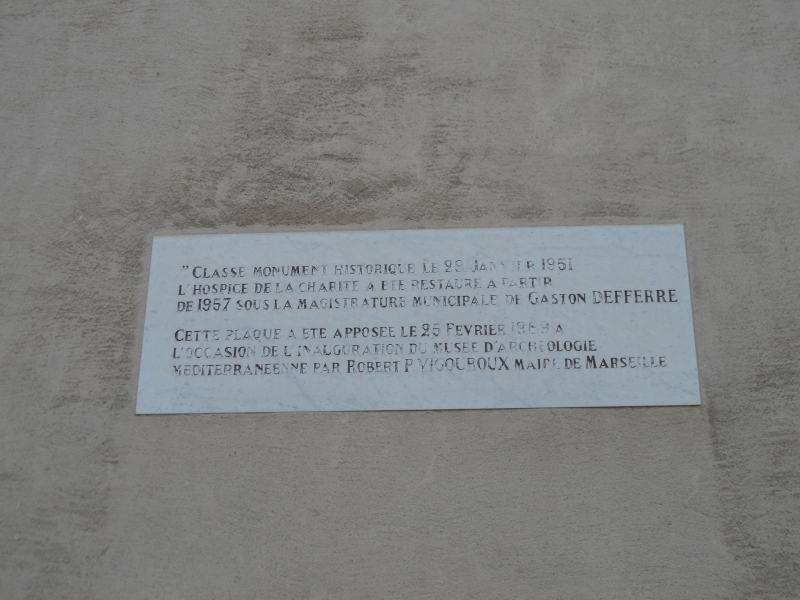 "CLASSE MONUMENT HISTORIQUE LE 29 JANVIER 1951
L'HOSPICE DE LA CHARITE A ETE RESTAURE A PARTIR
DE 1957 SOUS LA MAGISTRATURE MUNICIPALE DE GASTON DEFFERRE
CETTE PLAQUE A ETE APPOSEE LE 25 FEVRIER 1989 A
L'OCCASION DE L'INAUGURATION DU MUSEE D'ARCHEOLOGIE
MEDITERRANEENNE PAR ROBERT P. VIGOUROUX MAIRE DE MARSEILLE